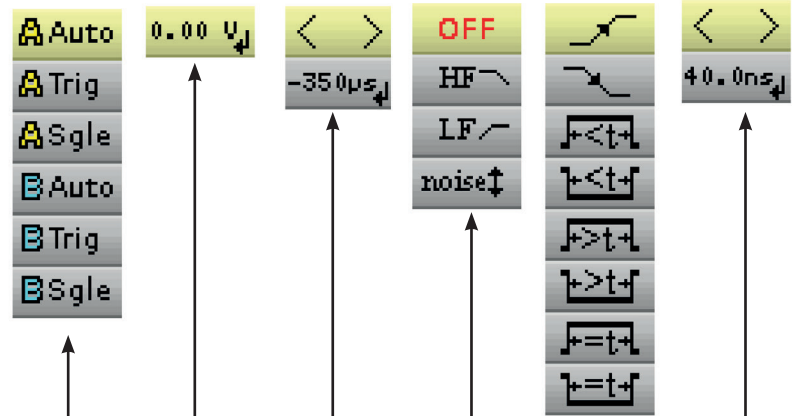 A Auto
A Trig
A Sgle
B Auto
B Trig
B Sgle
0.00 V
< >
-350µs
OFF
HF
LF
noise
<t
<t
>t
>t
=t
=t
< >
40.0ns